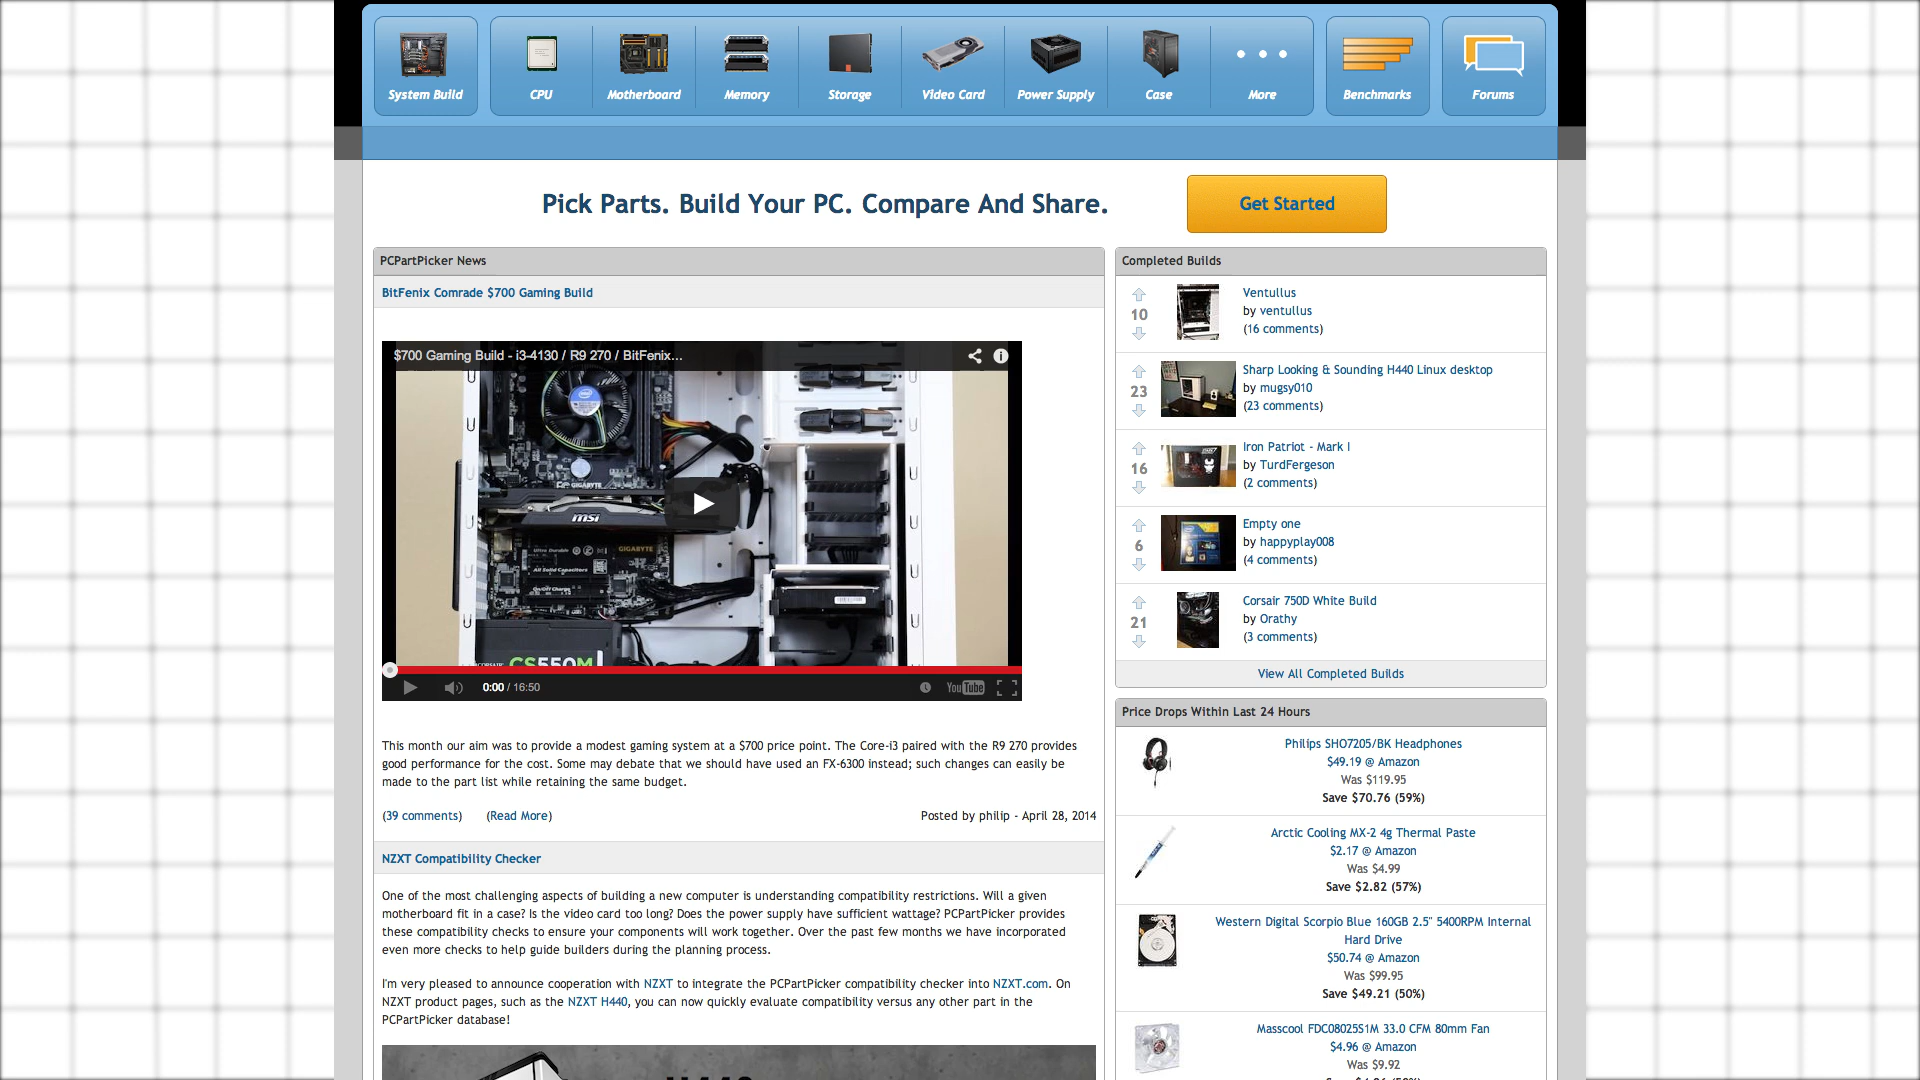 System Build
CPU
Motherboard
Memory
Storage
Video Card
Power Supply
Case
More
Benchmarks
Forums
Pick Parts. Build Your PC. Compare And Share.
Get Started
PCPartPicker News
BitFenix Comrade $700 Gaming Build
$700 Gaming Build - i3-4130 / R9 270 / BitFenix...
intel
GIGABYTE
msi
Ultra Durable
GIGABYTE
All Solid Capacitors
On/Off Charge
CORSAIR
CS550M
0:00 / 16:50
YouTube
This month our aim was to provide a modest gaming system at a $700 price point. The Core-i3 paired with the R9 270 provides
good performance for the cost. Some may debate that we should have used an FX-6300 instead; such changes can easily be
made to the part list while retaining the same budget.
(39 comments) (Read More)
Posted by philip - April 28, 2014
NZXT Compatibility Checker
One of the most challenging aspects of building a new computer is understanding compatibility restrictions. Will a given
motherboard fit in a case? Is the video card too long? Does the power supply have sufficient wattage? PCPartPicker provides
these compatibility checks to ensure your components will work together. Over the past few months we have incorporated
even more checks to help guide builders during the planning process.
I'm very pleased to announce cooperation with NZXT to integrate the PCPartPicker compatibility checker into NZXT.com. On
NZXT product pages, such as the NZXT H440, you can now quickly evaluate compatibility versus any other part in the
PCPartPicker database!
Completed Builds
10
Ventullus
by ventullus
(16 comments)
23
Sharp Looking & Sounding H440 Linux desktop
by mugsy010
(23 comments)
16
Iron Patriot - Mark I
by TurdFergeson
(2 comments)
6
Empty one
by happyplay008
(4 comments)
21
Corsair 750D White Build
by Orathy
(3 comments)
View All Completed Builds
Price Drops Within Last 24 Hours
Philips SHO7205/BK Headphones
$49.19 @ Amazon
Was $119.95
Save $70.76 (59%)
Arctic Cooling MX-2 4g Thermal Paste
$2.17 @ Amazon
Was $4.99
Save $2.82 (57%)
Western Digital Scorpio Blue 160GB 2.5" 5400RPM Internal
Hard Drive
$50.74 @ Amazon
Was $99.95
Save $49.21 (50%)
Masscool FDC08025S1M 33.0 CFM 80mm Fan
$4.96 @ Amazon
Was $9.92